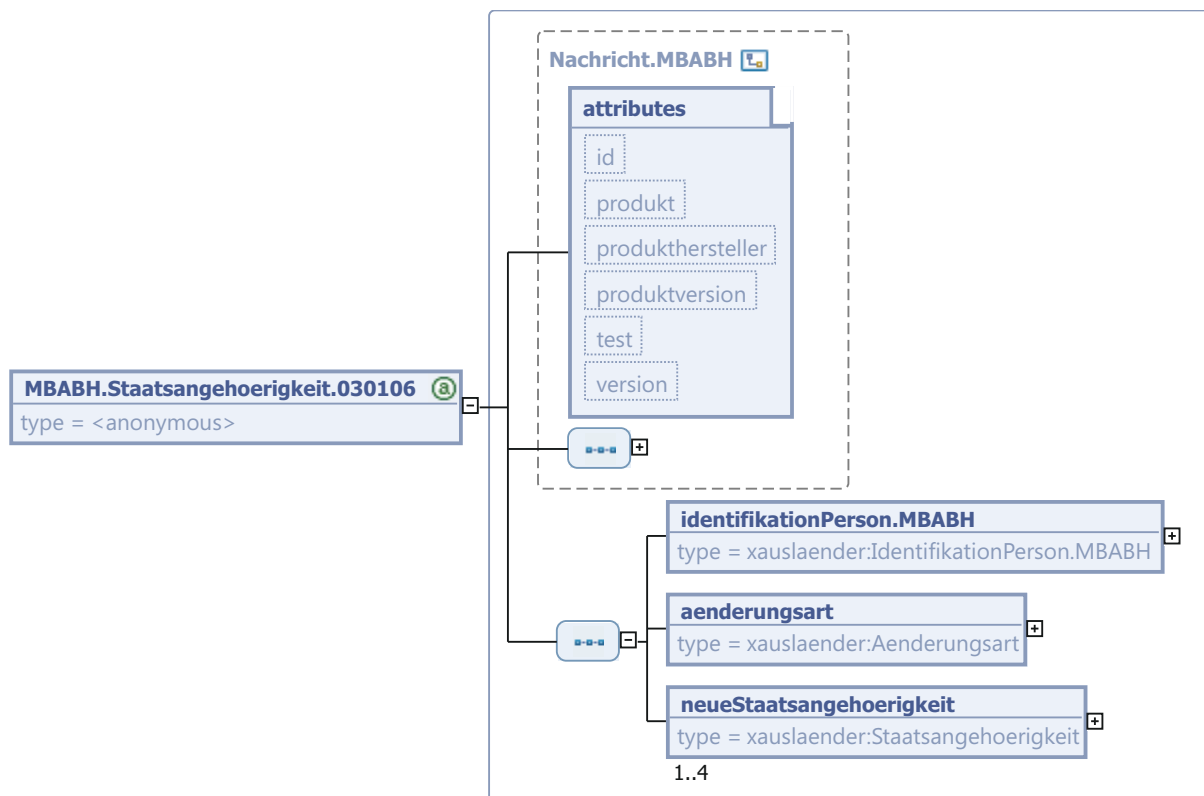 Nachricht.MBABH
attributes
id
produkt
produkthersteller
produktversion
test
version
MBABH.Staatsangehoerigkeit.030106 a
type = <anonymous>
identifikationPerson.MBABH
type = xauslaender:IdentifikationPerson.MBABH
aenderungsart
type = xauslaender:Aenderungsart
neueStaatsangehoerigkeit
type = xauslaender:Staatsangehoerigkeit
1..4